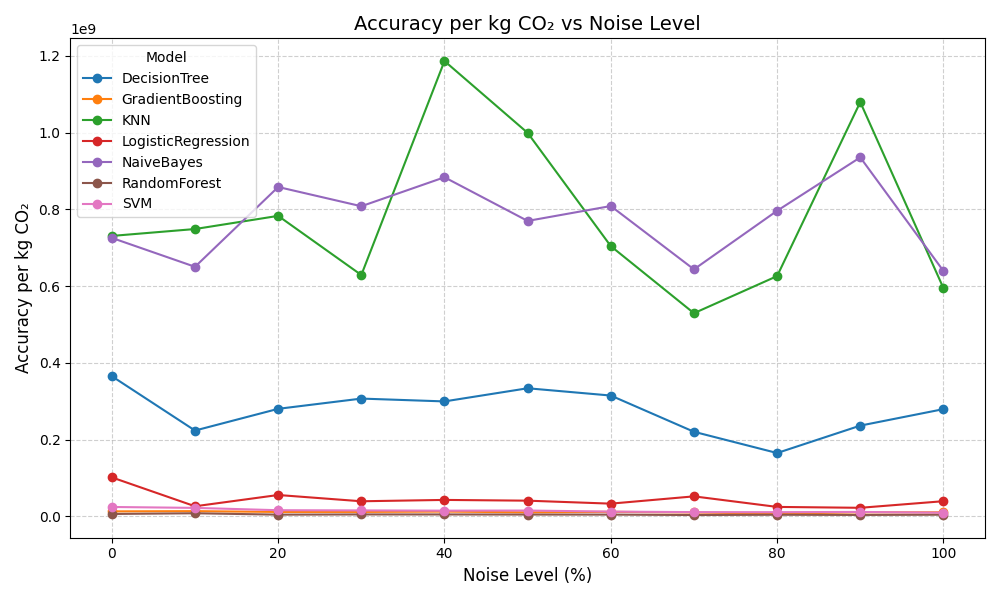 Accuracy per kg CO₂ vs Noise Level
1e9
Model
DecisionTree
GradientBoosting
KNN
LogisticRegression
NaiveBayes
RandomForest
SVM
1.2
1.0
0.8
0.6
0.4
0.2
0.0
Accuracy per kg CO₂
0 20 40 60 80 100
Noise Level (%)